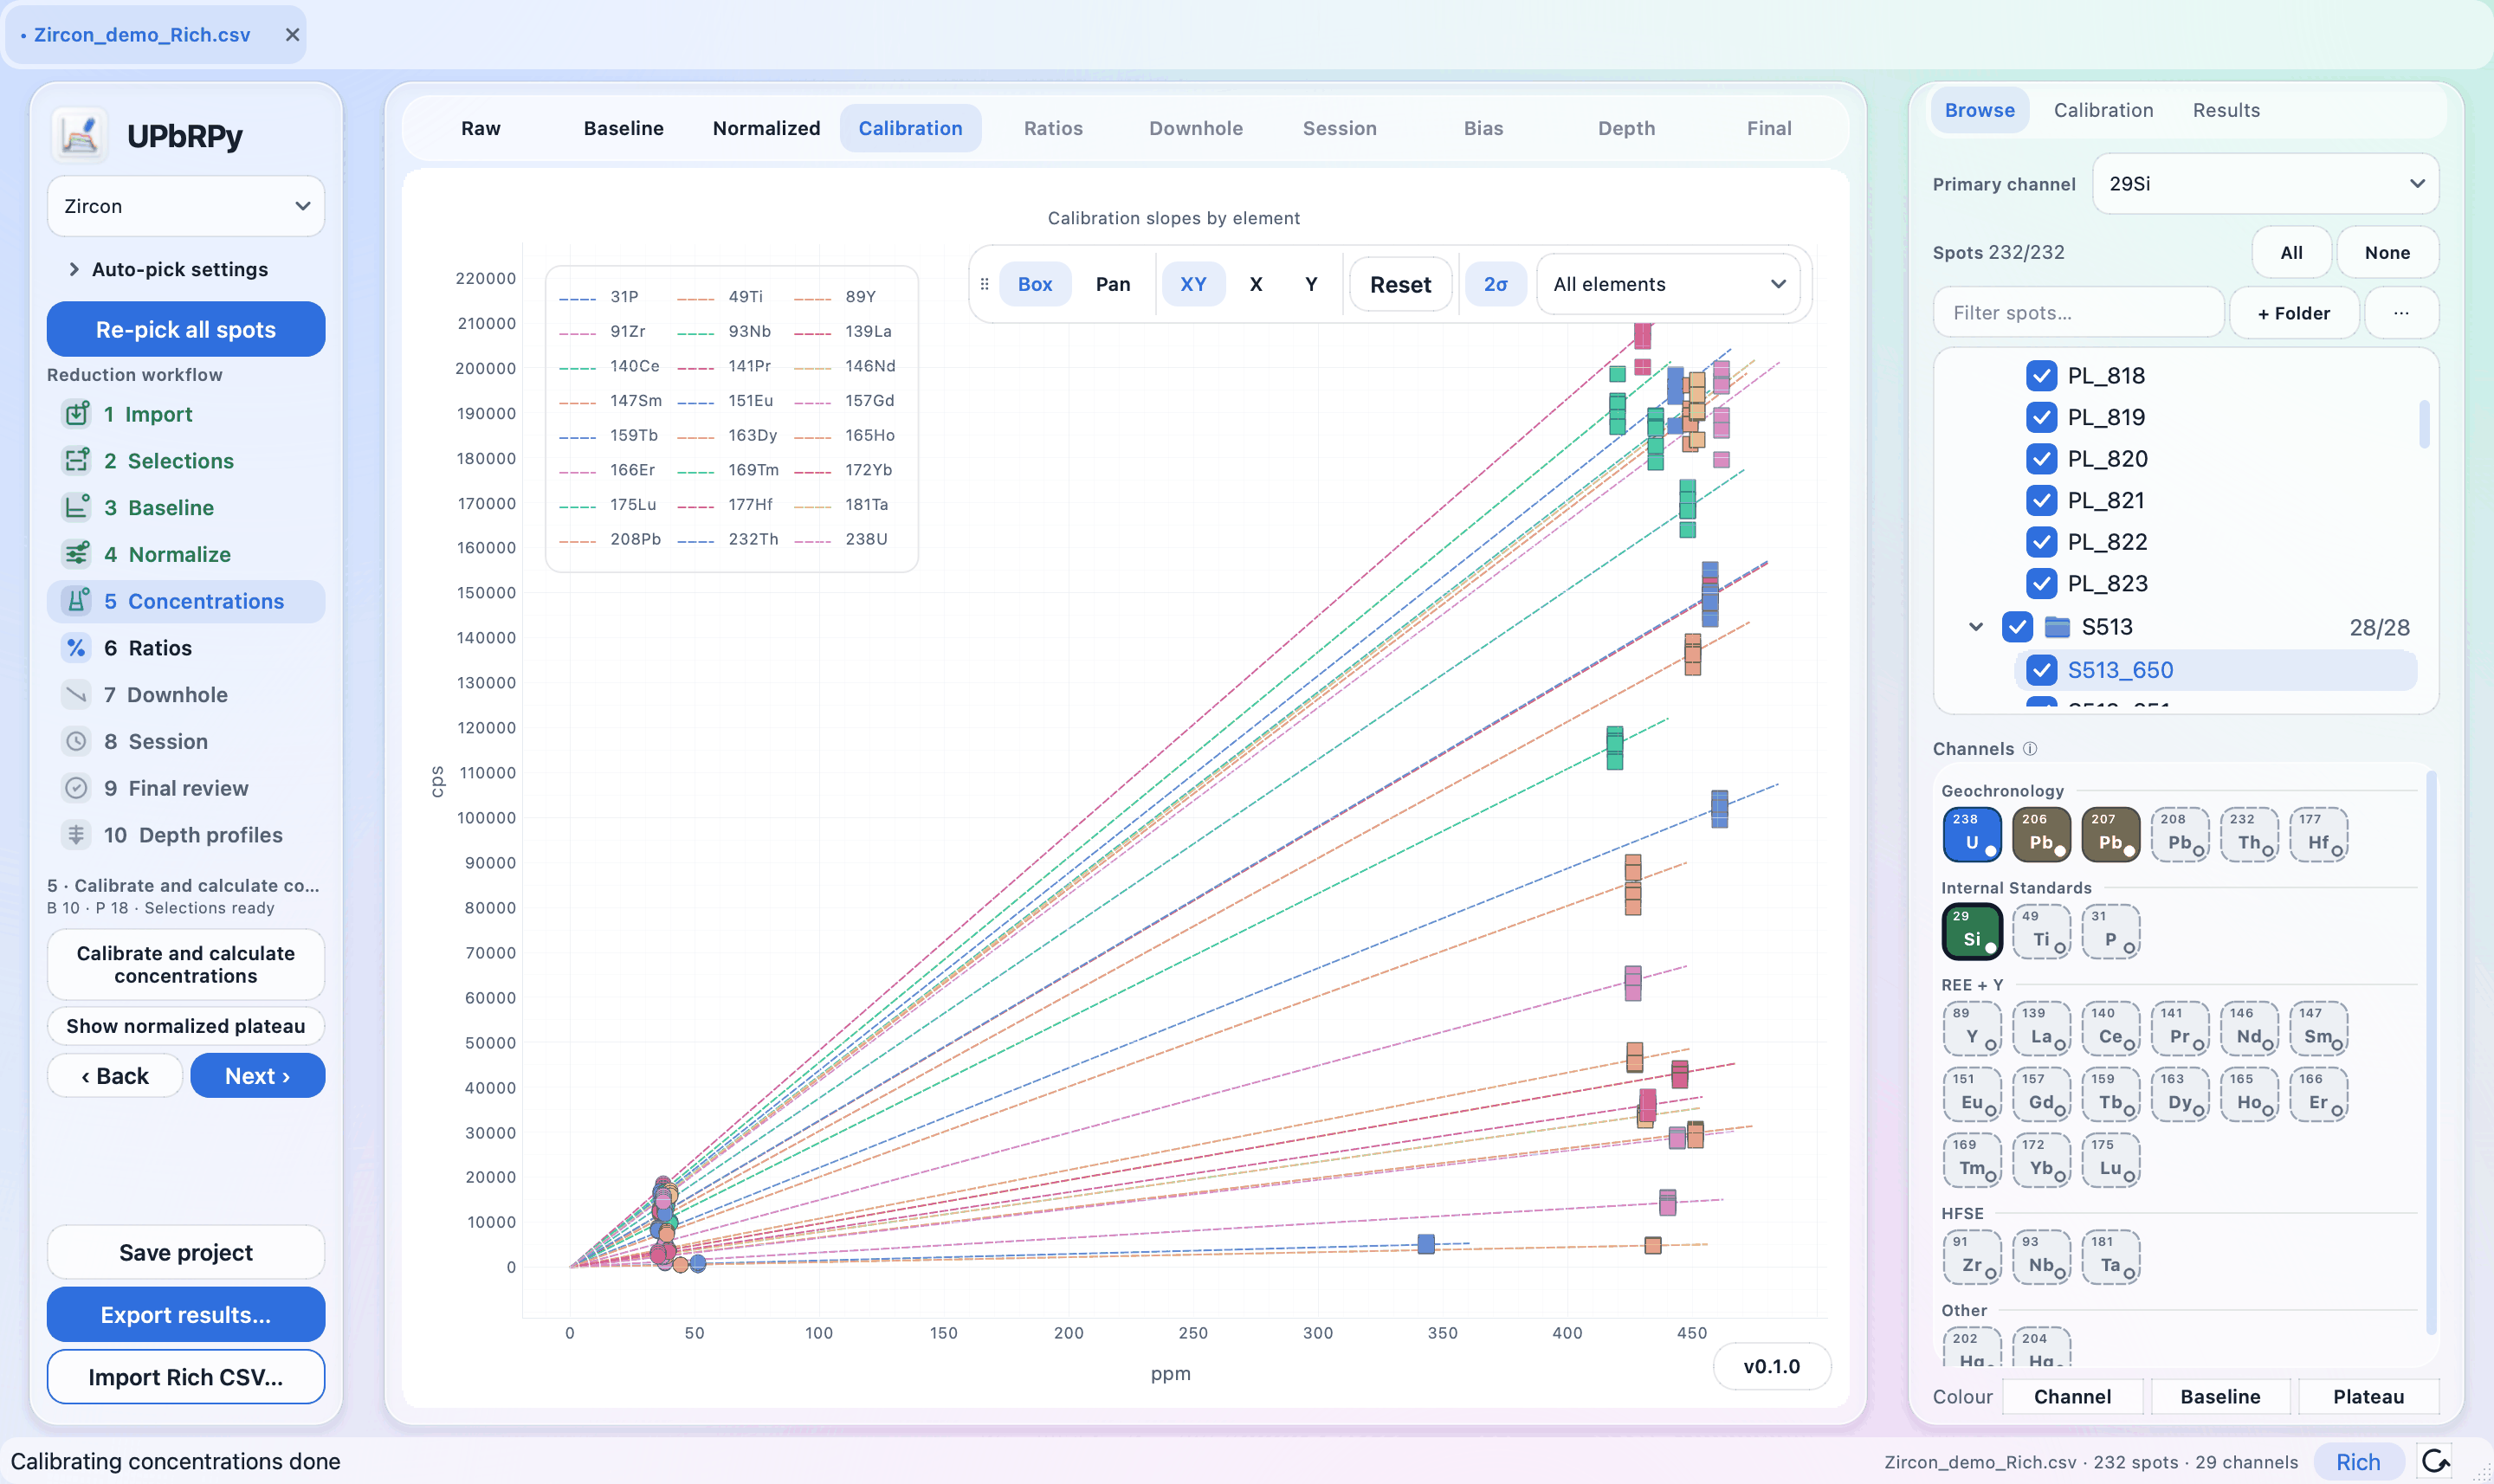 • Zircon_demo_Rich.csv ✕
UPbRPy
Zircon
Auto-pick settings
Re-pick all spots
Reduction workflow
1 Import
2 Selections
3 Baseline
4 Normalize
5 Concentrations
6 Ratios
7 Downhole
8 Session
9 Final review
10 Depth profiles
5 · Calibrate and calculate co...
B 10 · P 18 · Selections ready
Calibrate and calculate
concentrations
Show normalized plateau
‹ Back Next ›
Save project
Export results...
Import Rich CSV...
Raw Baseline Normalized Calibration Ratios Downhole Session Bias Depth Final
Calibration slopes by element
Box Pan XY X Y Reset 2σ All elements
31P 49Ti 89Y
91Zr 93Nb 139La
140Ce 141Pr 146Nd
147Sm 151Eu 157Gd
159Tb 163Dy 165Ho
166Er 169Tm 172Yb
175Lu 177Hf 181Ta
208Pb 232Th 238U
220000
210000
200000
190000
180000
170000
160000
150000
140000
130000
120000
110000
100000
90000
80000
70000
60000
50000
40000
30000
20000
10000
0
cps
0 50 100 150 200 250 300 350 400 450
ppm
v0.1.0
Browse Calibration Results
Primary channel 29Si
Spots 232/232 All None
Filter spots... + Folder ...
PL_818
PL_819
PL_820
PL_821
PL_822
PL_823
S513 28/28
S513_650
Channels ⓘ
Geochronology
238 U 206 Pb 207 Pb 208 Pb 232 Th 177 Hf
Internal Standards
29 Si 49 Ti 31 P
REE + Y
89 Y 139 La 140 Ce 141 Pr 146 Nd 147 Sm
151 Eu 157 Gd 159 Tb 163 Dy 165 Ho 166 Er
169 Tm 172 Yb 175 Lu
HFSE
91 Zr 93 Nb 181 Ta
Other
202 Hg 204 Hg
Colour Channel Baseline Plateau
Calibrating concentrations done
Zircon_demo_Rich.csv · 232 spots · 29 channels Rich